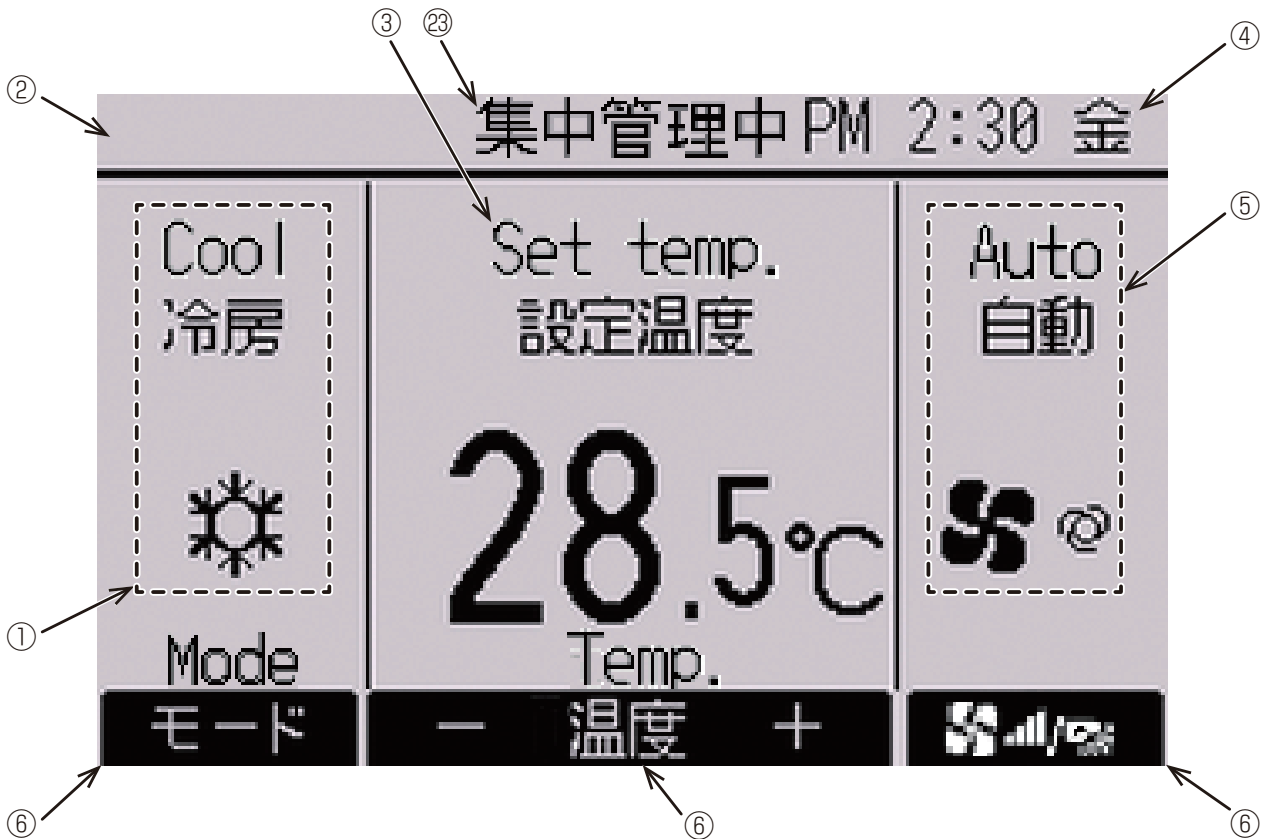 ③ ㉓ ④
②
集中管理中 PM 2:30 金
⑤
Cool
冷房
Set temp.
設定温度
Auto
自動
28.5℃
①
Mode
モード
Temp.
− 温度 +
⑥ ⑥ ⑥